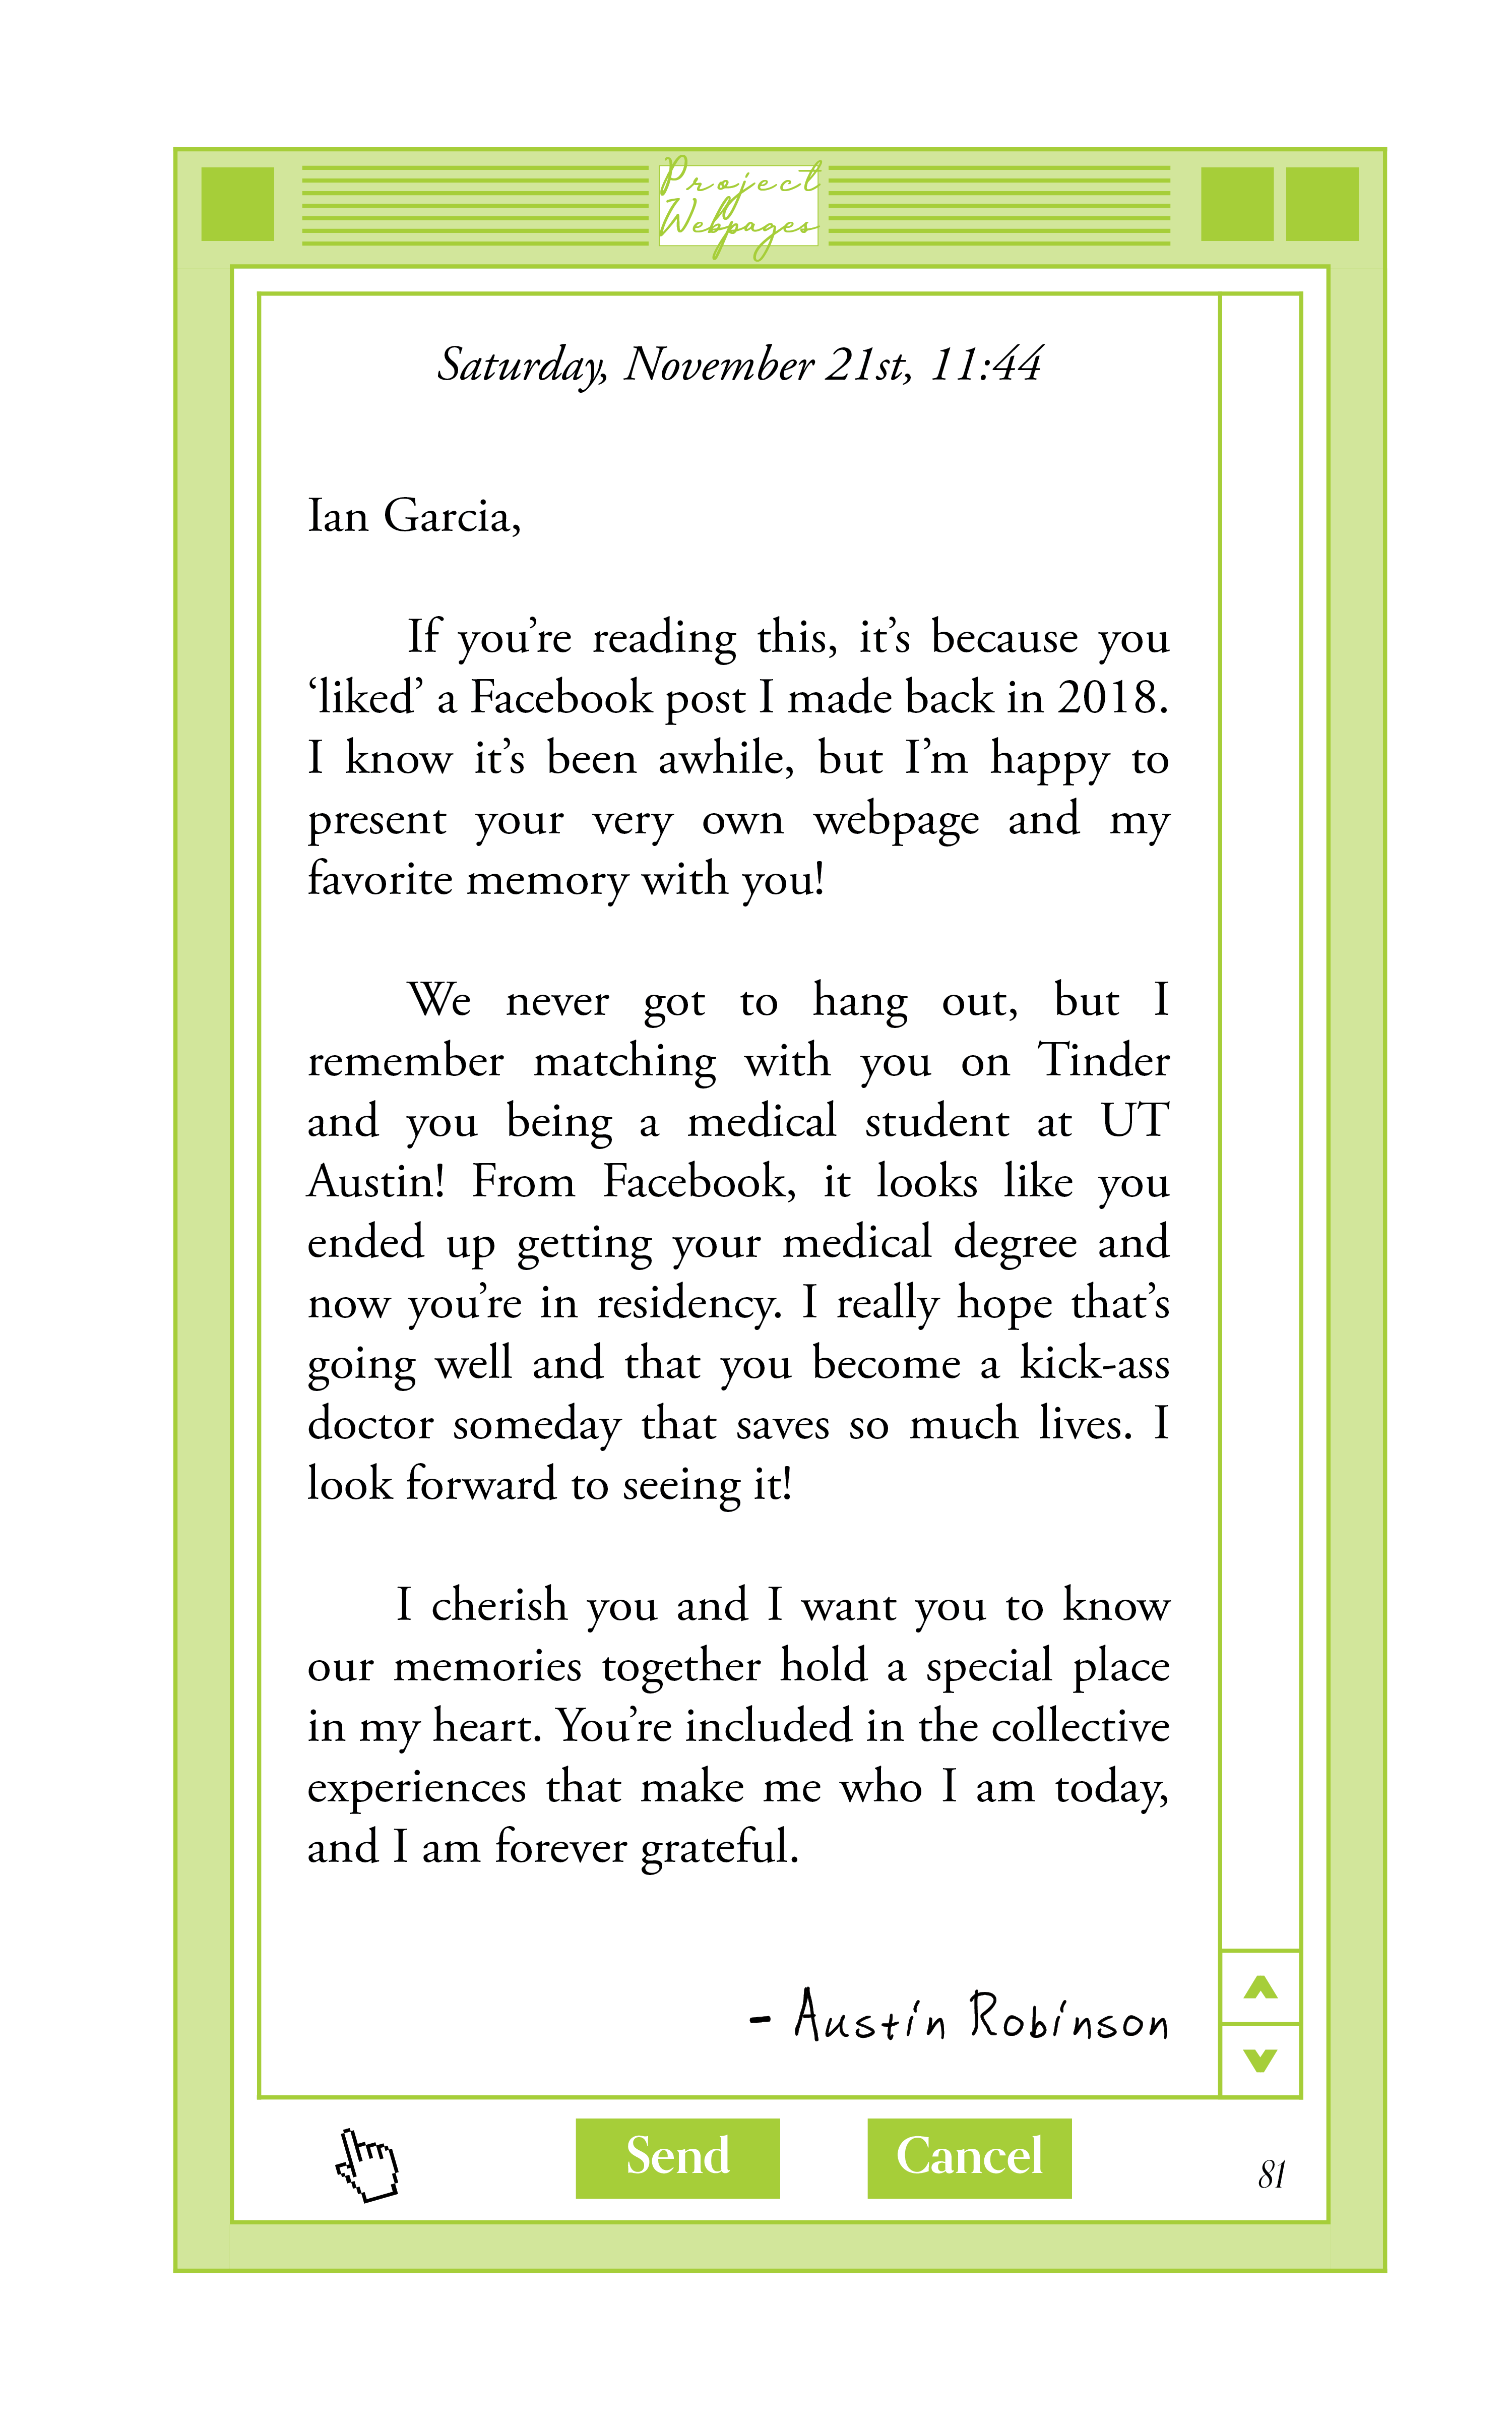 Project
Webpages
Saturday, November 21st, 11:44
Ian Garcia,
If you’re reading this, it’s because you
‘liked’ a Facebook post I made back in 2018.
I know it’s been awhile, but I’m happy to
present your very own webpage and my
favorite memory with you!
We never got to hang out, but I
remember matching with you on Tinder
and you being a medical student at UT
Austin! From Facebook, it looks like you
ended up getting your medical degree and
now you’re in residency. I really hope that’s
going well and that you become a kick-ass
doctor someday that saves so much lives. I
look forward to seeing it!
I cherish you and I want you to know
our memories together hold a special place
in my heart. You’re included in the collective
experiences that make me who I am today,
and I am forever grateful.
- Austin Robinson
Send Cancel
81